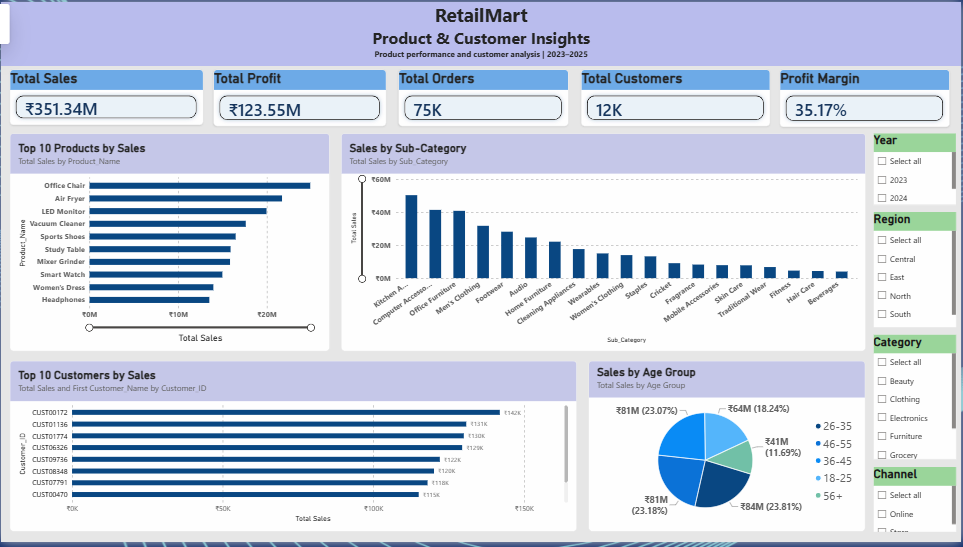 RetailMart
Product & Customer Insights
Product performance and customer analysis | 2023–2025
Total Sales
₹351.34M
Total Profit
₹123.55M
Total Orders
75K
Total Customers
12K
Profit Margin
35.17%
Top 10 Products by Sales
Total Sales by Product_Name
Product_Name
Office Chair
Air Fryer
LED Monitor
Vacuum Cleaner
Sports Shoes
Study Table
Mixer Grinder
Smart Watch
Women's Dress
Headphones
₹0M ₹10M ₹20M
Total Sales
Sales by Sub-Category
Total Sales by Sub_Category
Total Sales
₹60M
₹40M
₹20M
₹0M
Kitchen A...
Computer Accesso...
Office Furniture
Men's Clothing
Footwear
Audio
Home Furniture
Cleaning Appliances
Wearables
Women's Clothing
Staples
Cricket
Fragrance
Mobile Accessories
Skin Care
Traditional Wear
Fitness
Hair Care
Beverages
Sub_Category
Year
Select all
2023
2024
Region
Select all
Central
East
North
South
Category
Select all
Beauty
Clothing
Electronics
Furniture
Grocery
Channel
Select all
Online
Top 10 Customers by Sales
Total Sales and First Customer_Name by Customer_ID
Customer_ID
CUST00172 ₹142K
CUST01136 ₹131K
CUST01774 ₹130K
CUST06326 ₹129K
CUST09736 ₹122K
CUST08348 ₹120K
CUST07791 ₹118K
CUST00470 ₹115K
₹0K ₹50K ₹100K ₹150K
Total Sales
Sales by Age Group
Total Sales by Age Group
₹81M (23.07%)
₹64M (18.24%)
₹41M
(11.69%)
₹81M
(23.18%)
₹84M (23.81%)
26-35
46-55
36-45
18-25
56+